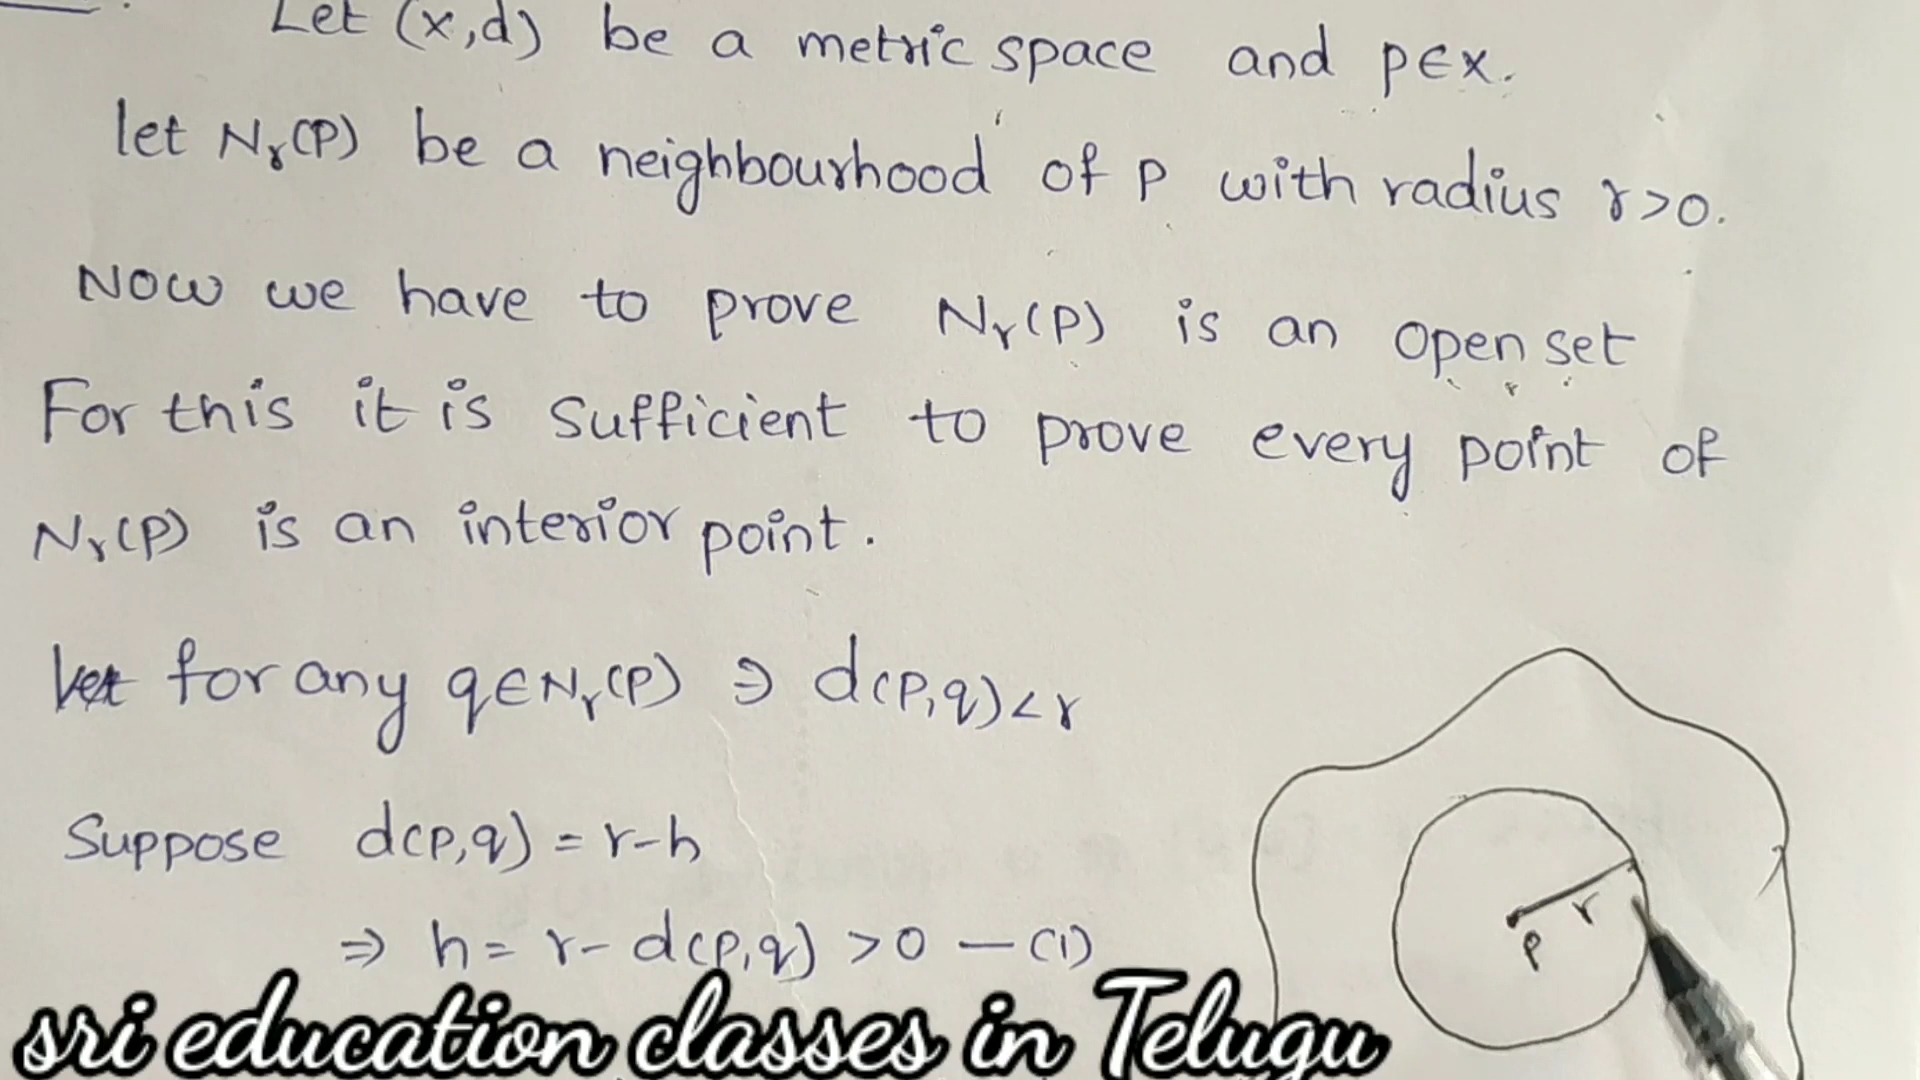 Let (x,d) be a metric space and p∈x.
let Nr(P) be a neighbourhood of P with radius r>0.
Now we have to prove Nr(P) is an open set
For this it is sufficient to prove every point of
Nr(P) is an interior point.
for any q∈Nr(P) ⇒ d(P,q)<r
Suppose d(P,q) = r-h
⇒ h = r- d(P,q) >0 — (1)
r
P
sri education classes in Telugu